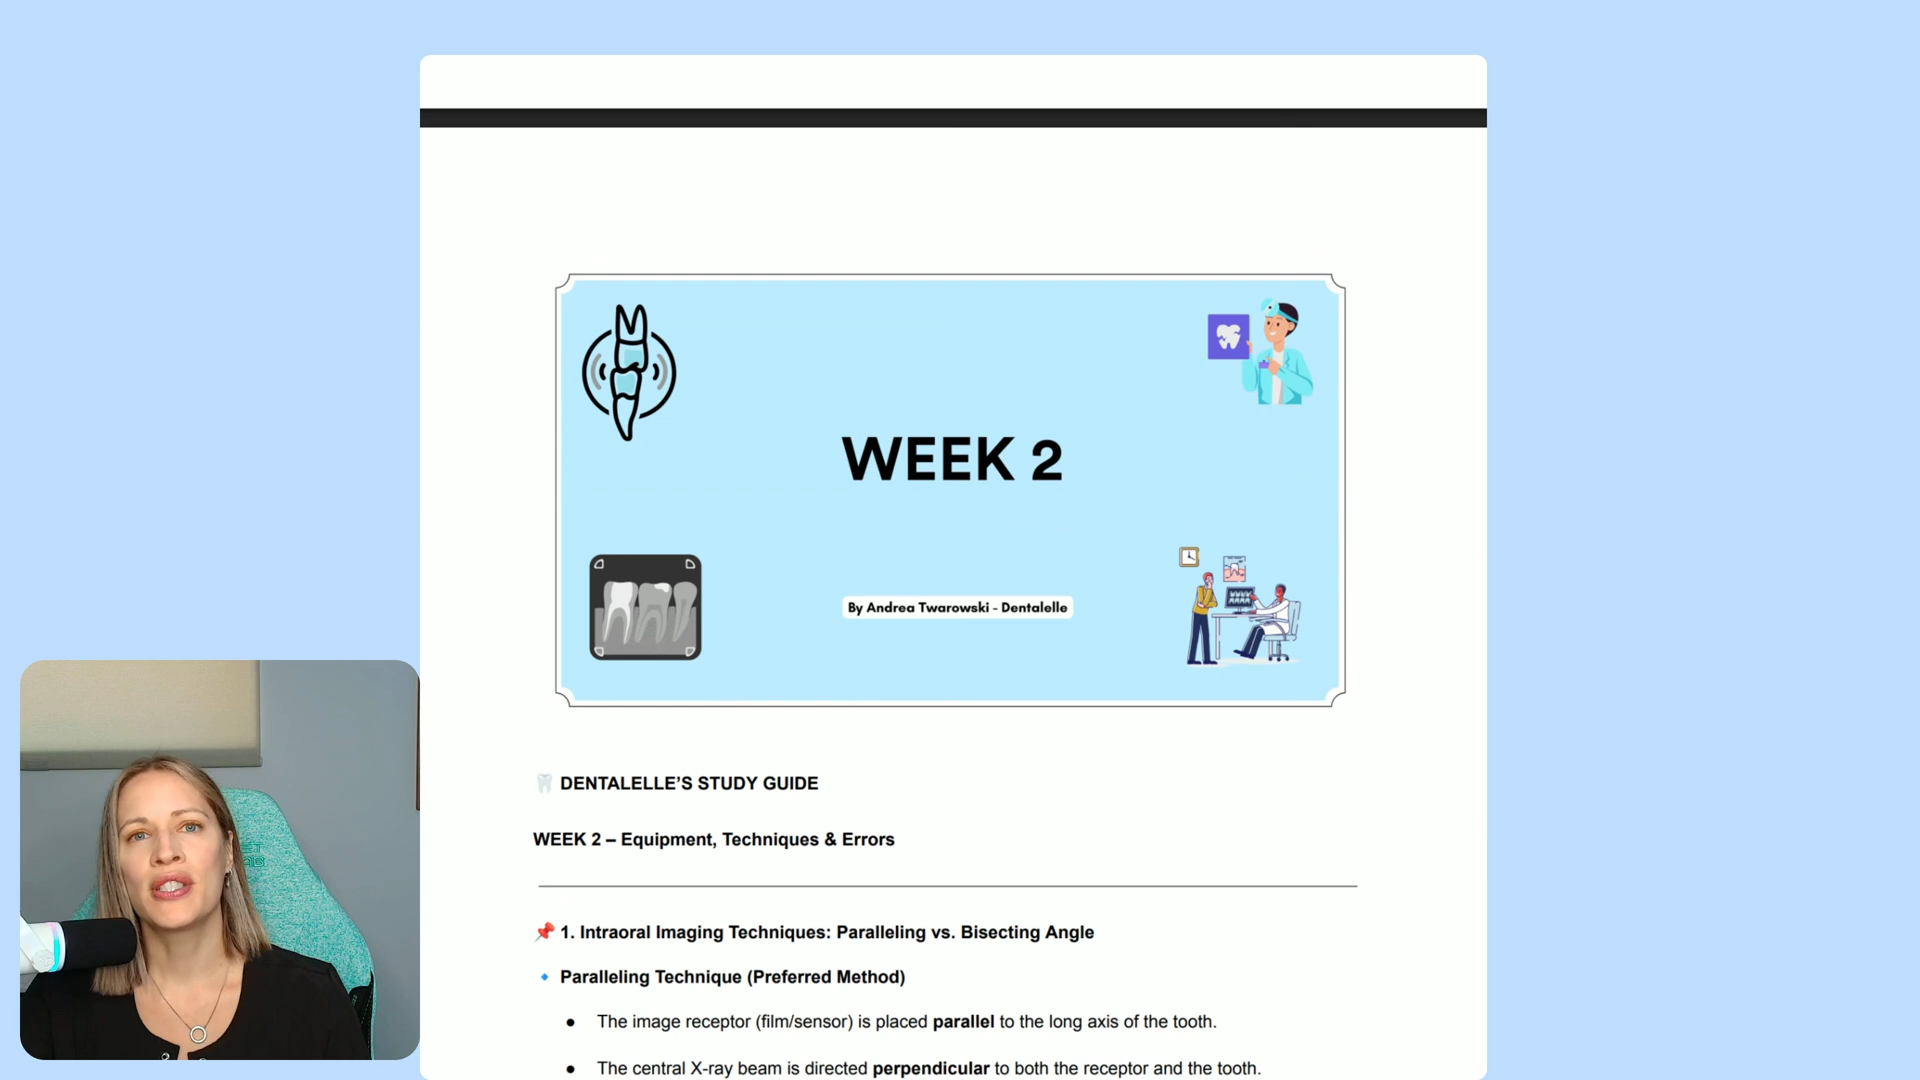 WEEK 2
By Andrea Twarowski - Dentalelle
DENTALELLE’S STUDY GUIDE
WEEK 2 – Equipment, Techniques & Errors
1. Intraoral Imaging Techniques: Paralleling vs. Bisecting Angle
Paralleling Technique (Preferred Method)
● The image receptor (film/sensor) is placed parallel to the long axis of the tooth.
● The central X-ray beam is directed perpendicular to both the receptor and the tooth.